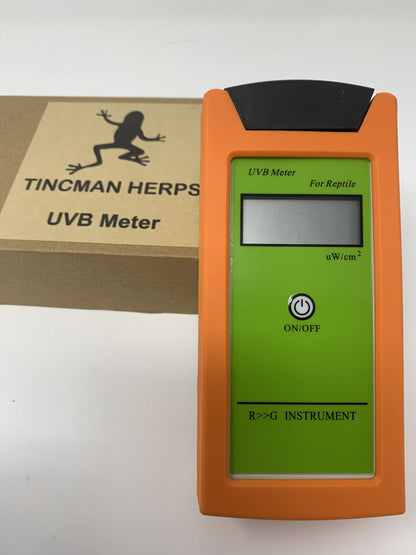 TINCMAN HERPS
UVB Meter
UVB Meter
For Reptile
uW/cm²
ON/OFF
R>>G INSTRUMENT